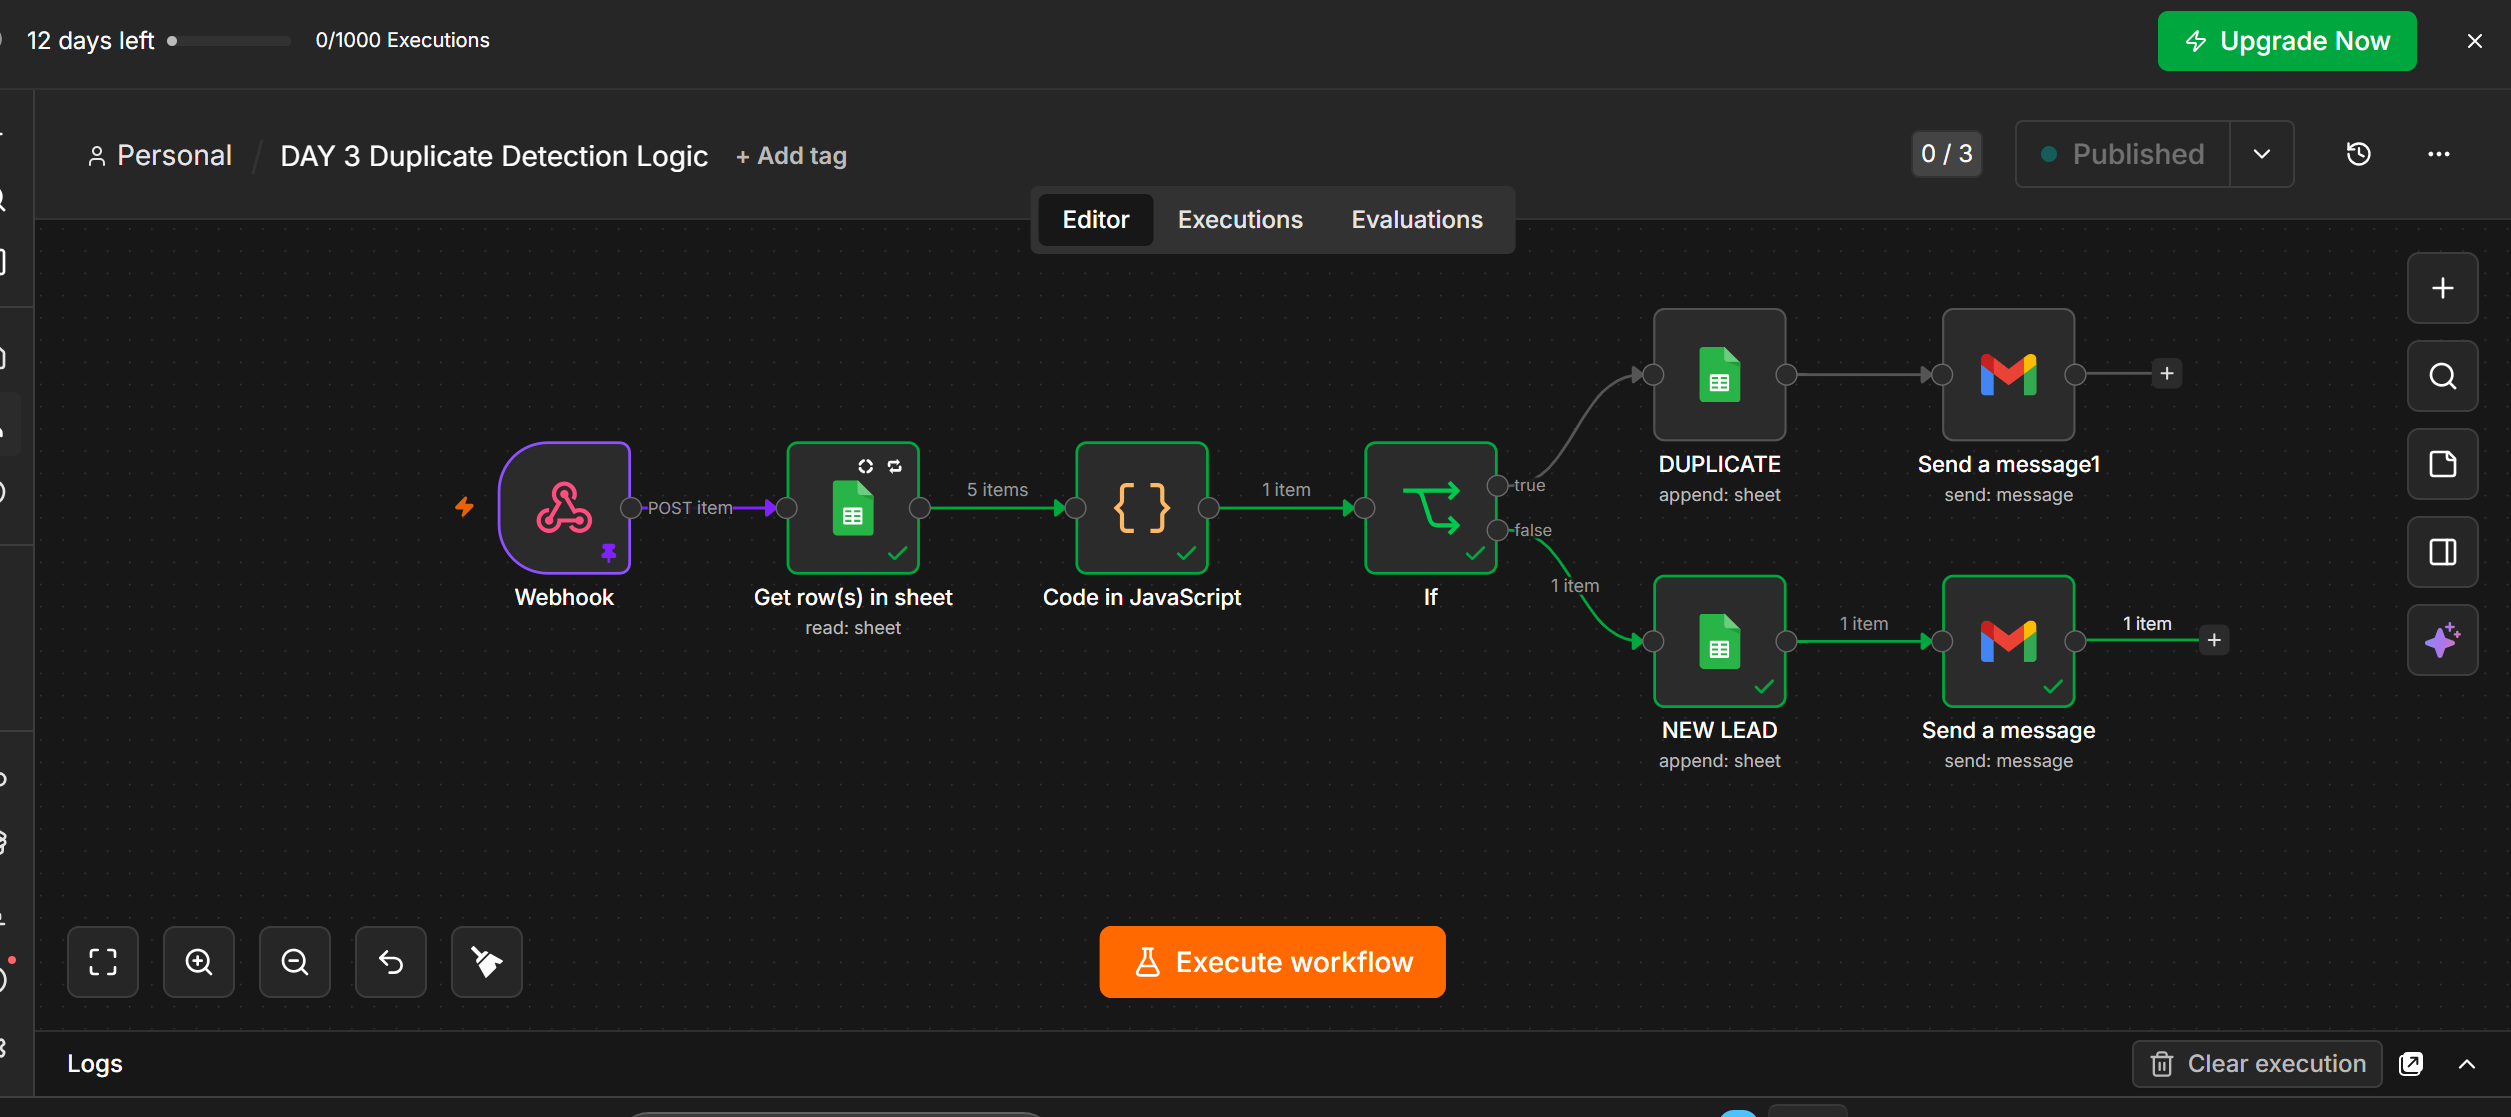 12 days left
0/1000 Executions
Upgrade Now
Personal / DAY 3 Duplicate Detection Logic
+ Add tag
0 / 3
Published
Editor
Executions
Evaluations
POST item
5 items
1 item
true
false
1 item
1 item
1 item
DUPLICATE
append: sheet
Send a message1
send: message
Webhook
Get row(s) in sheet
read: sheet
Code in JavaScript
If
NEW LEAD
append: sheet
Send a message
send: message
Execute workflow
Logs
Clear execution